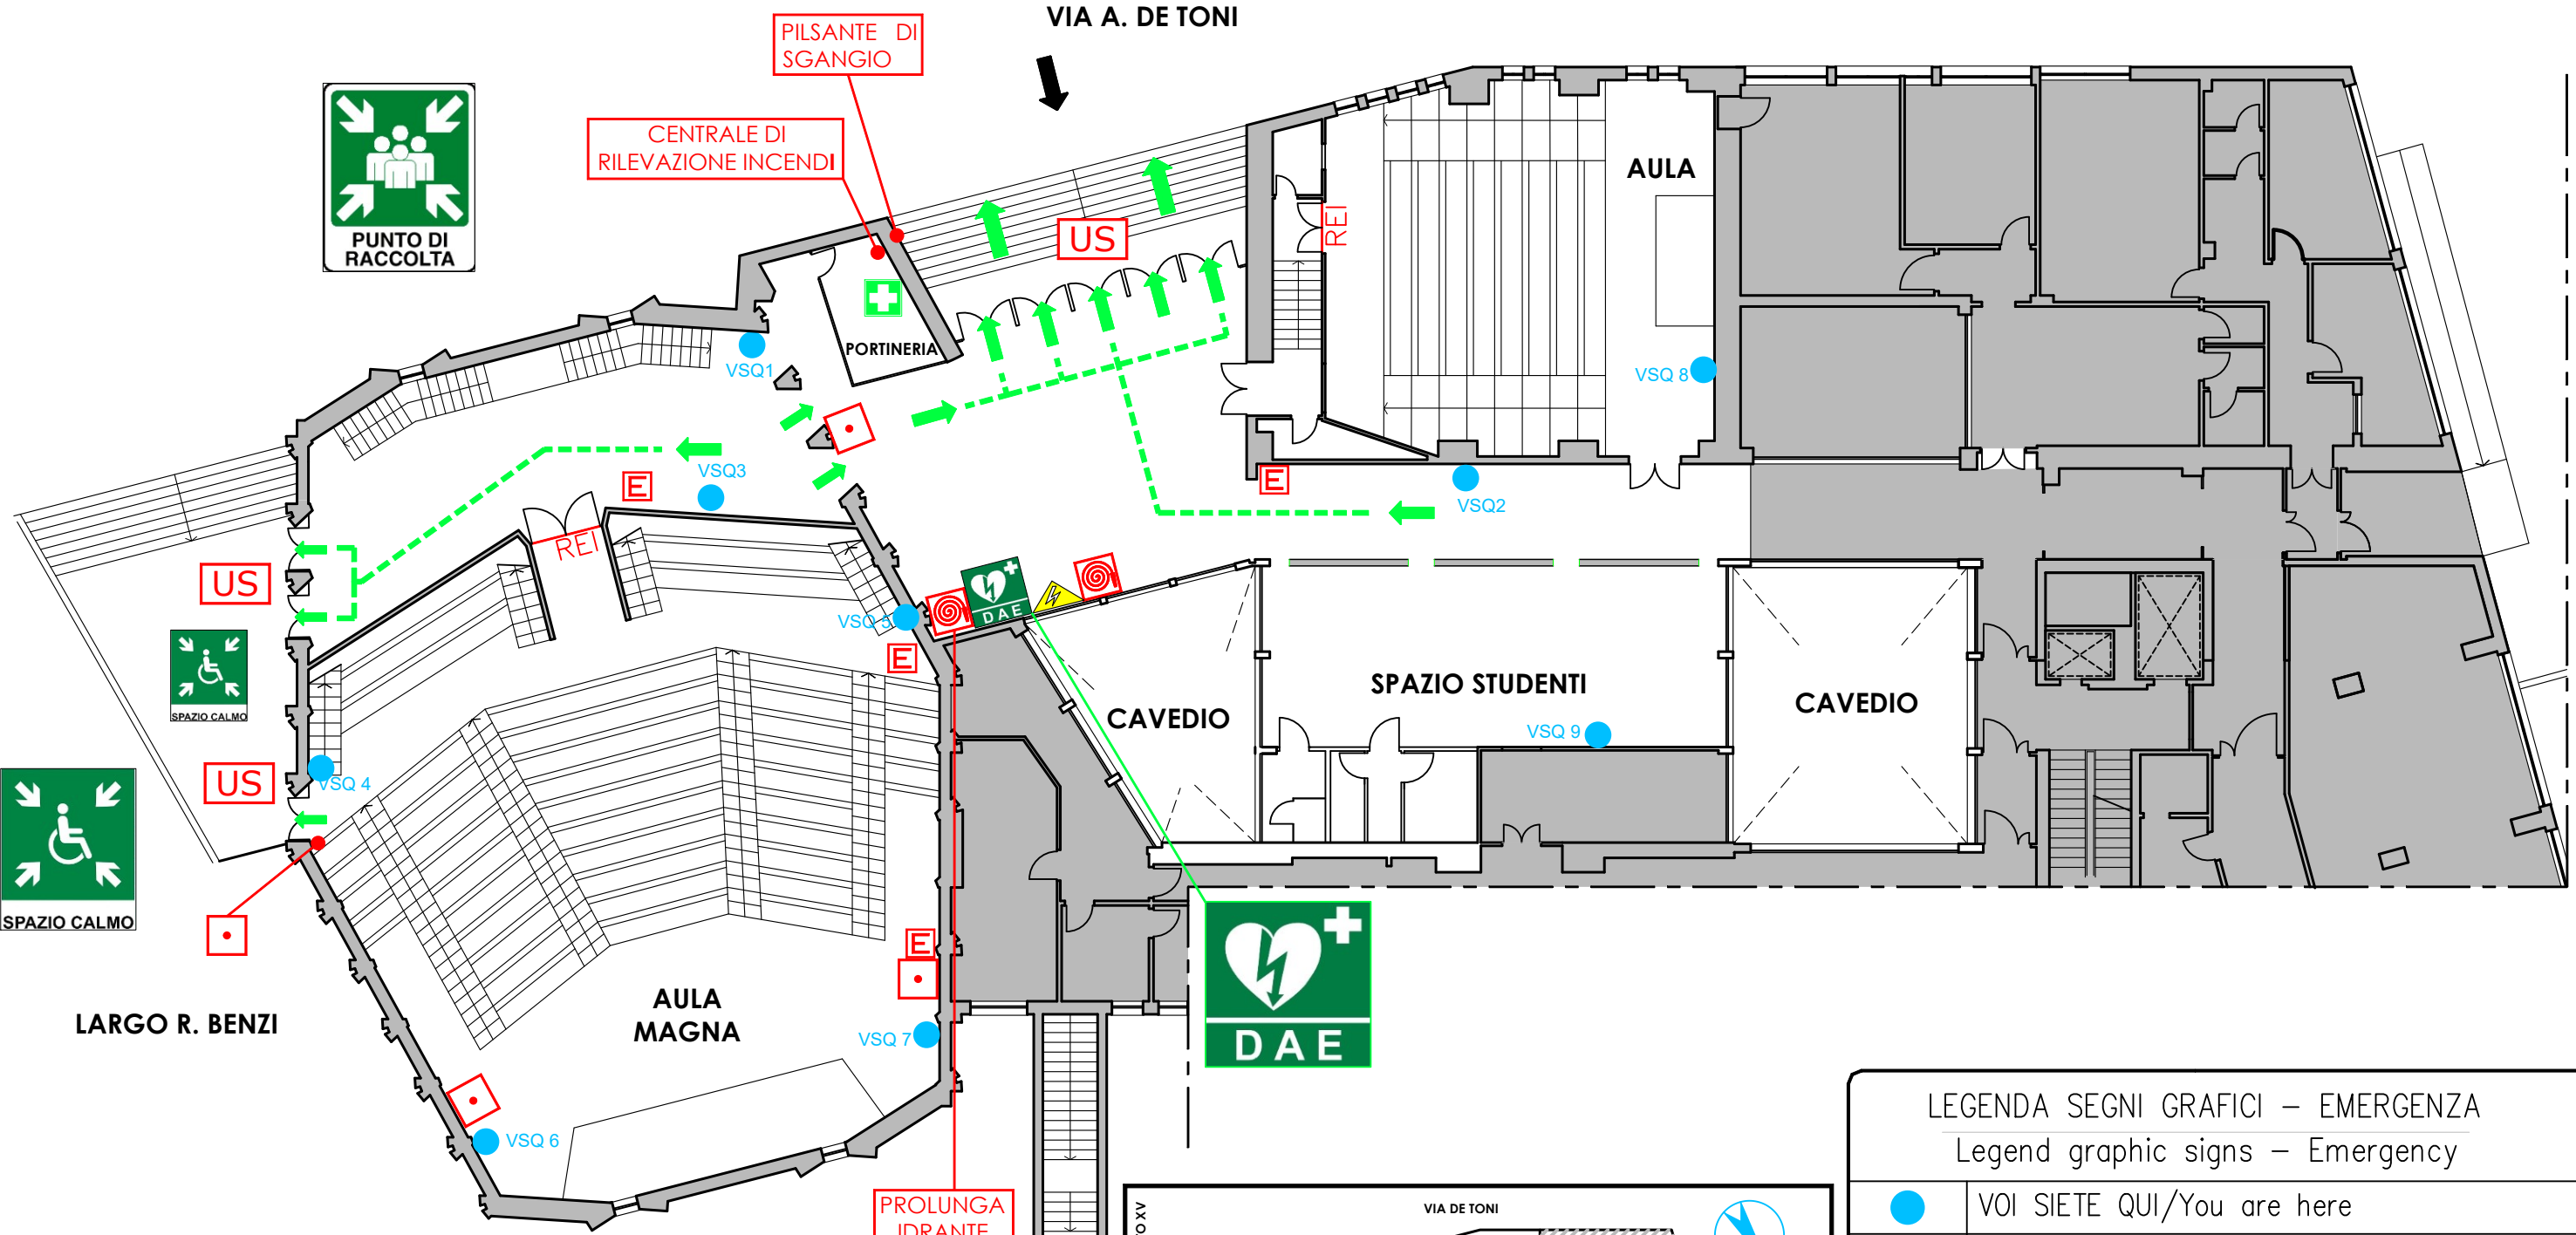 VIA A. DE TONI
PILSANTE DI
SGANGIO
CENTRALE DI
RILEVAZIONE INCENDI
PUNTO DI
RACCOLTA
US
AULA
REI
PORTINERIA
VSQ1
VSQ 8
VSQ3
E
E
VSQ2
REI
US
DAE
VSQ 5
E
SPAZIO CALMO
SPAZIO STUDENTI
CAVEDIO
CAVEDIO
VSQ 9
US
VSQ 4
SPAZIO CALMO
E
AULA
MAGNA
LARGO R. BENZI
VSQ 7
DAE
VSQ 6
PROLUNGA
IDRANTE
VIA DE TONI
O XV
LEGENDA SEGNI GRAFICI – EMERGENZA
Legend graphic signs – Emergency
VOI SIETE QUI/You are here